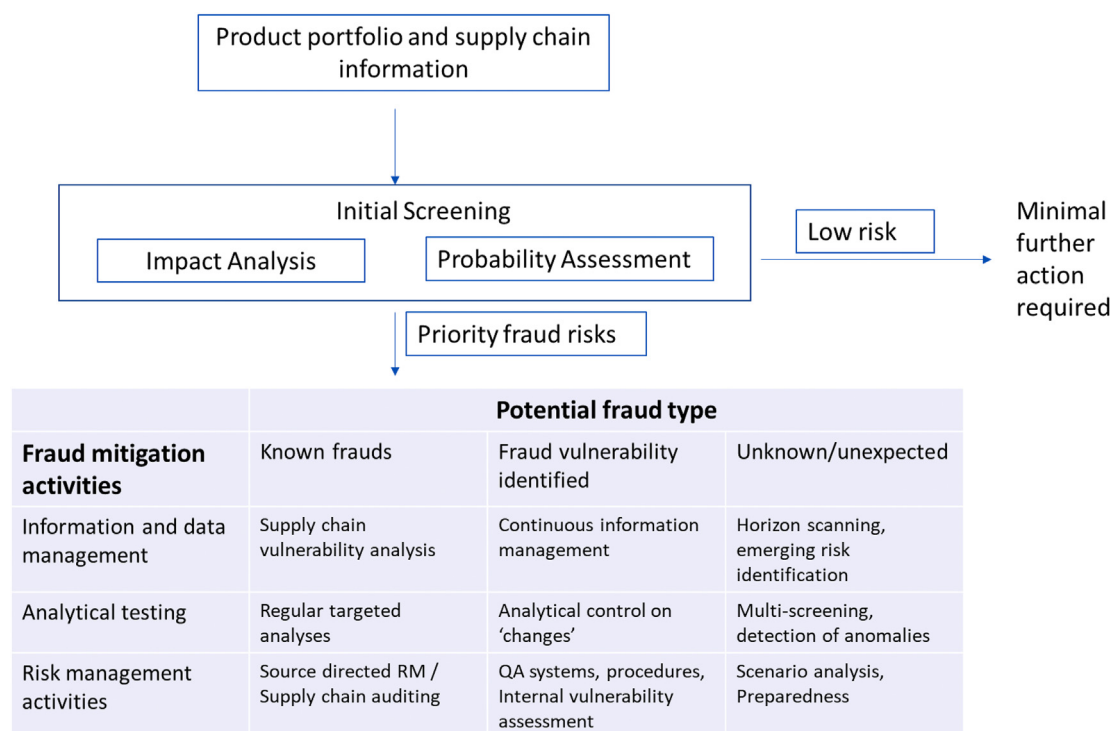 Product portfolio and supply chain
information
Initial Screening
Impact Analysis
Probability Assessment
Low risk
Minimal
further
action
required
Priority fraud risks
Potential fraud type
Fraud mitigation
activities
Known frauds
Fraud vulnerability
identified
Unknown/unexpected
Information and data
management
Supply chain
vulnerability analysis
Continuous information
management
Horizon scanning,
emerging risk
identification
Analytical testing
Regular targeted
analyses
Analytical control on
‘changes’
Multi-screening,
detection of anomalies
Risk management
activities
Source directed RM /
Supply chain auditing
QA systems, procedures,
Internal vulnerability
assessment
Scenario analysis,
Preparedness